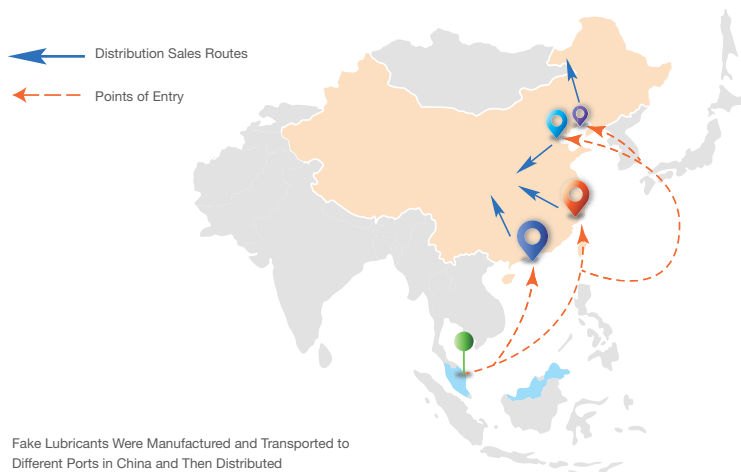 Distribution Sales Routes
Points of Entry
Fake Lubricants Were Manufactured and Transported to
Different Ports in China and Then Distributed